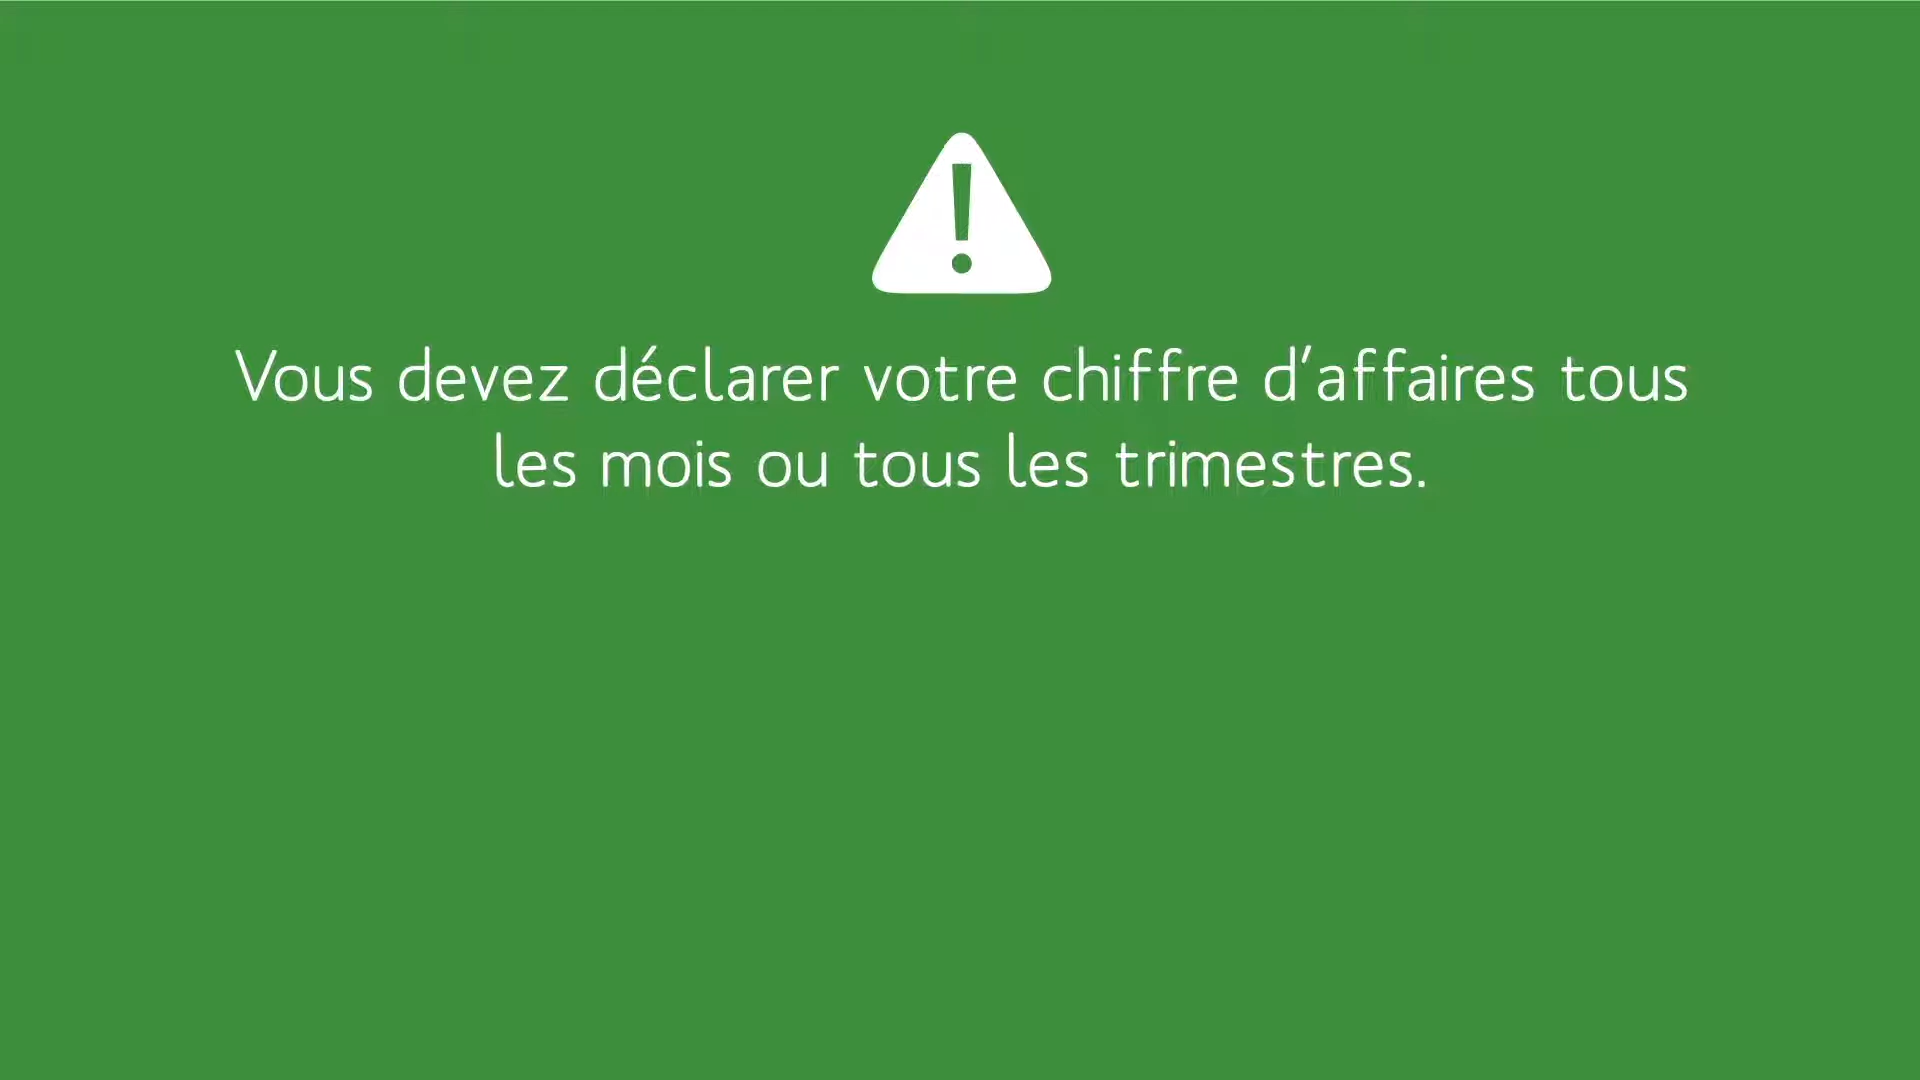 Vous devez déclarer votre chiffre d’affaires tous
les mois ou tous les trimestres.